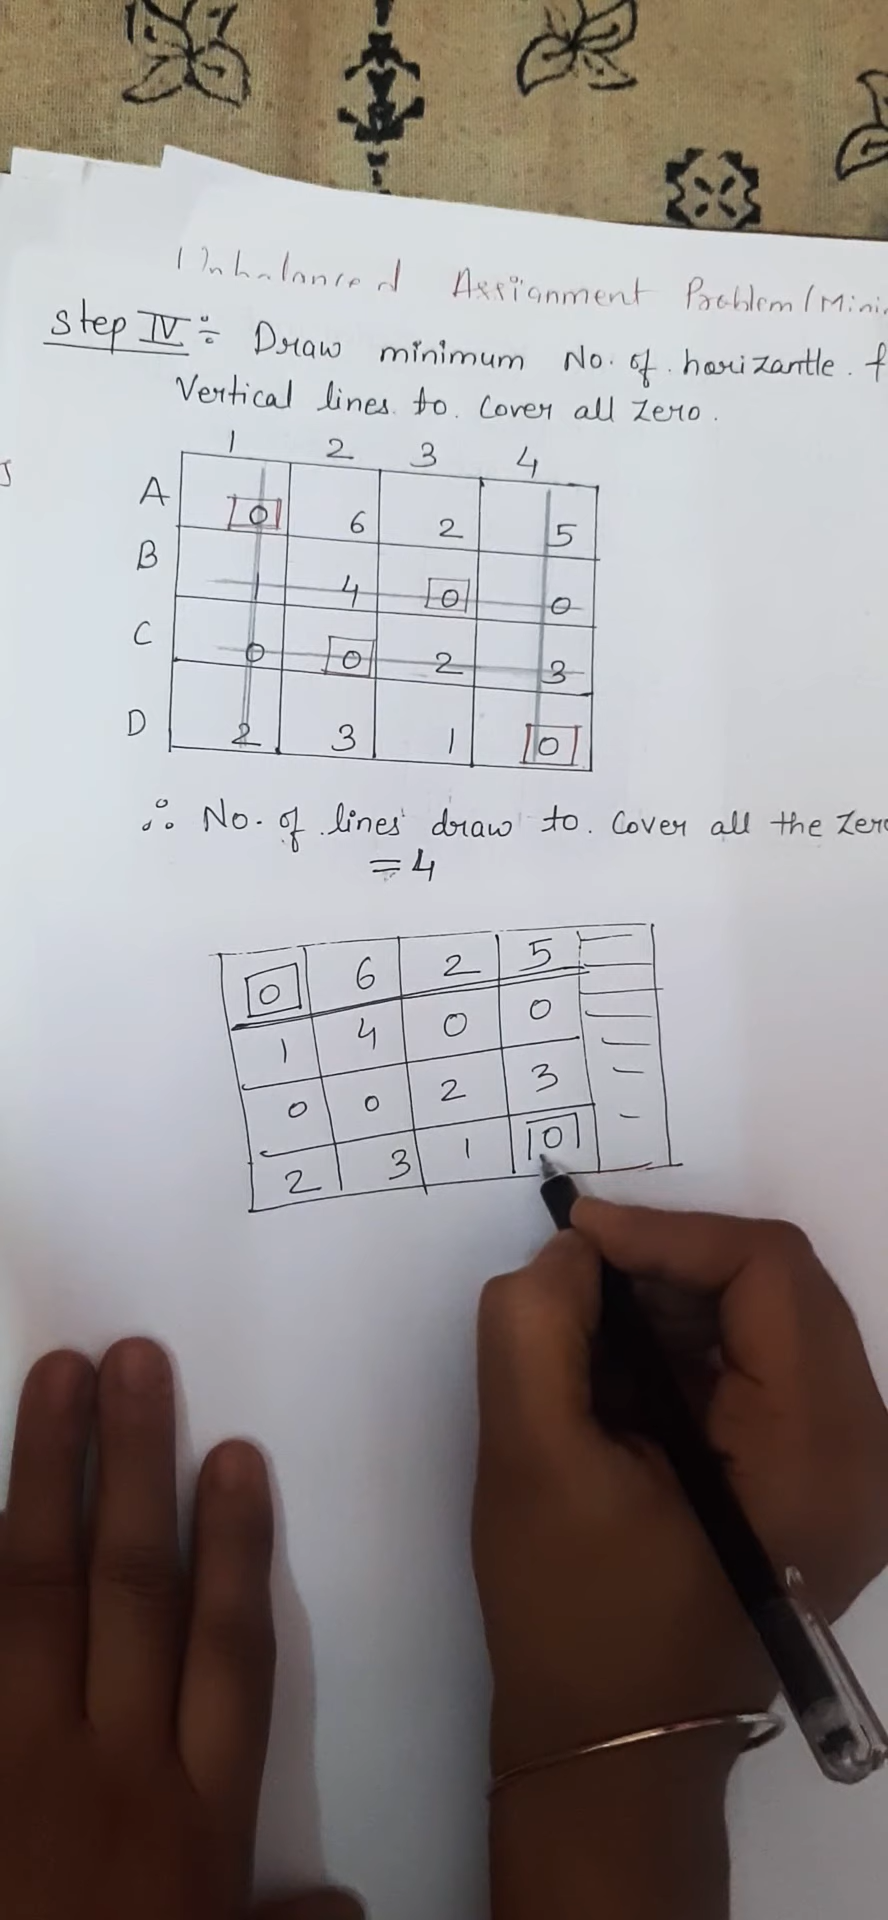 Unbalanced Assignment Problem (Mini
Step IV ÷ Draw minimum No. of horizantle. f
Vertical lines to. Cover all Zero.
1 2 3 4
A 0 6 2 5
B 1 4 0 0
C 0 0 2 3
D 2 3 1 0
∴ No. of lines draw to. Cover all the Zero
= 4
0 6 2 5
1 4 0 0
0 0 2 3
2 3 1 0